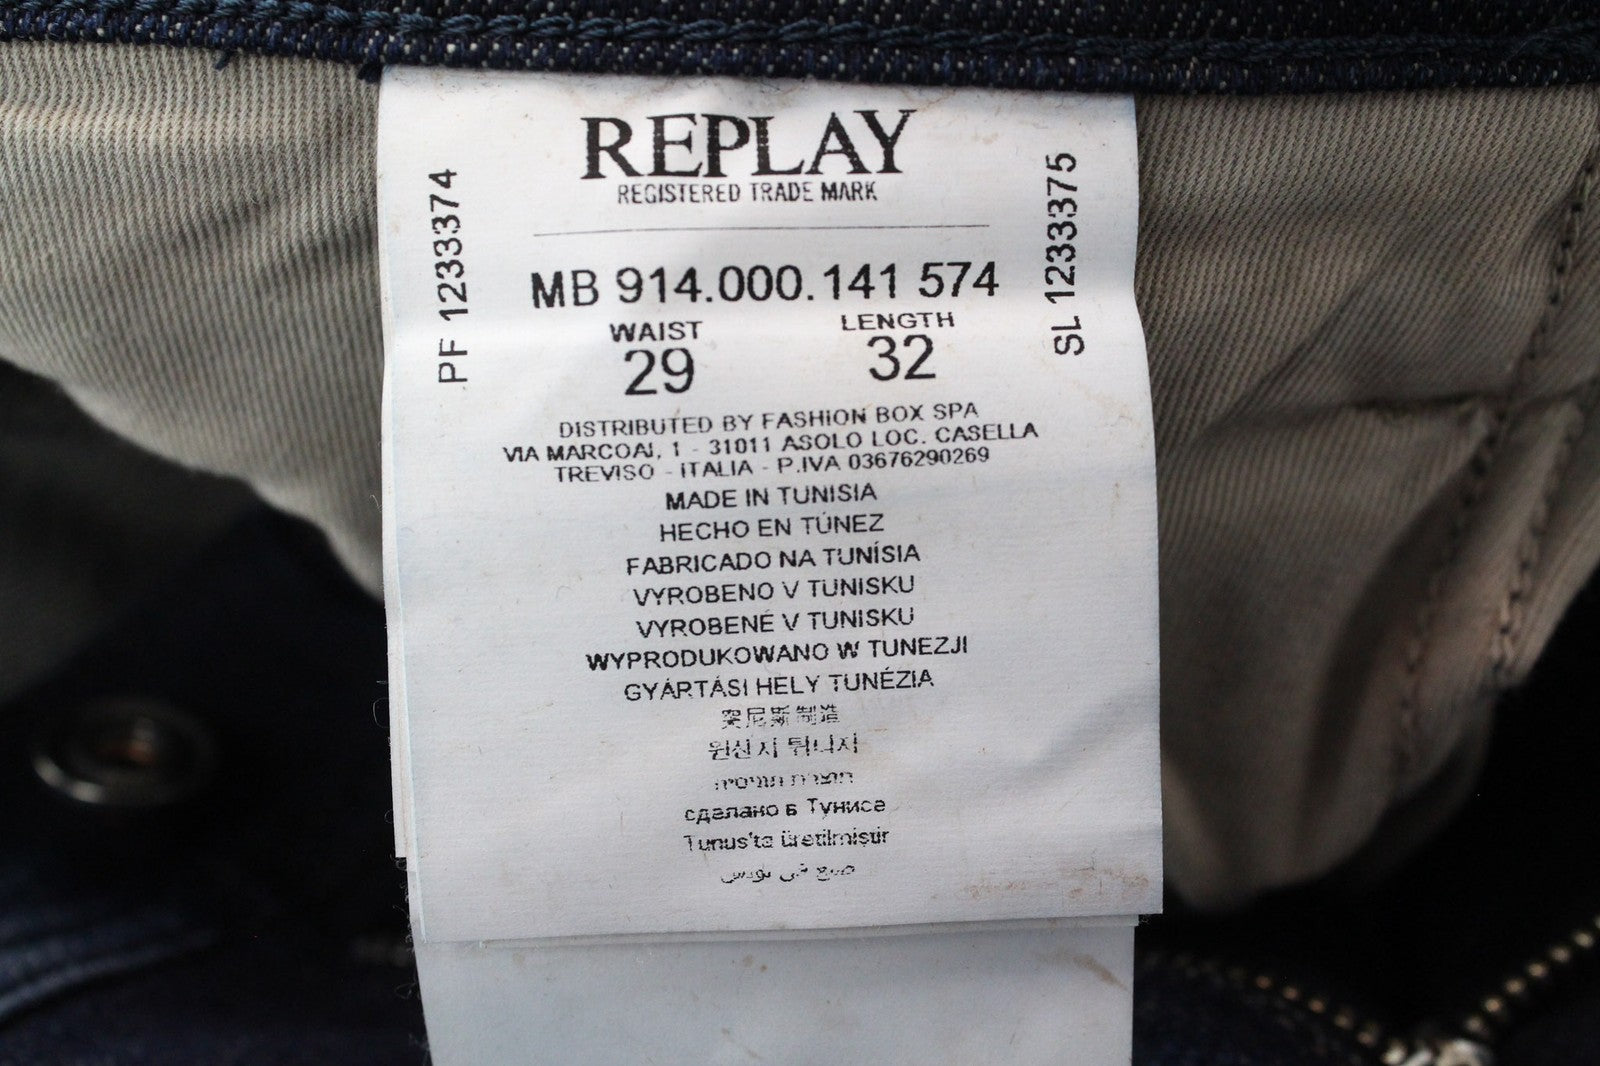 REPLAY
REGISTERED TRADE MARK
PF 1233374
SL 1233375
MB 914.000.141 574
WAIST LENGTH
29 32
DISTRIBUTED BY FASHION BOX SPA
VIA MARCOAI, 1 - 31011 ASOLO LOC. CASELLA
TREVISO - ITALIA - P.IVA 03676290269
MADE IN TUNISIA
HECHO EN TÚNEZ
FABRICADO NA TUNÍSIA
VYROBENO V TUNISKU
VYROBENÉ V TUNISKU
WYPRODUKOWANO W TUNEZJI
GYÁRTÁSI HELY TUNÉZIA
突尼斯制造
원산지 튀니지
сделано в Тунисе
Tunus'ta üretilmiştir
صنع في تونس